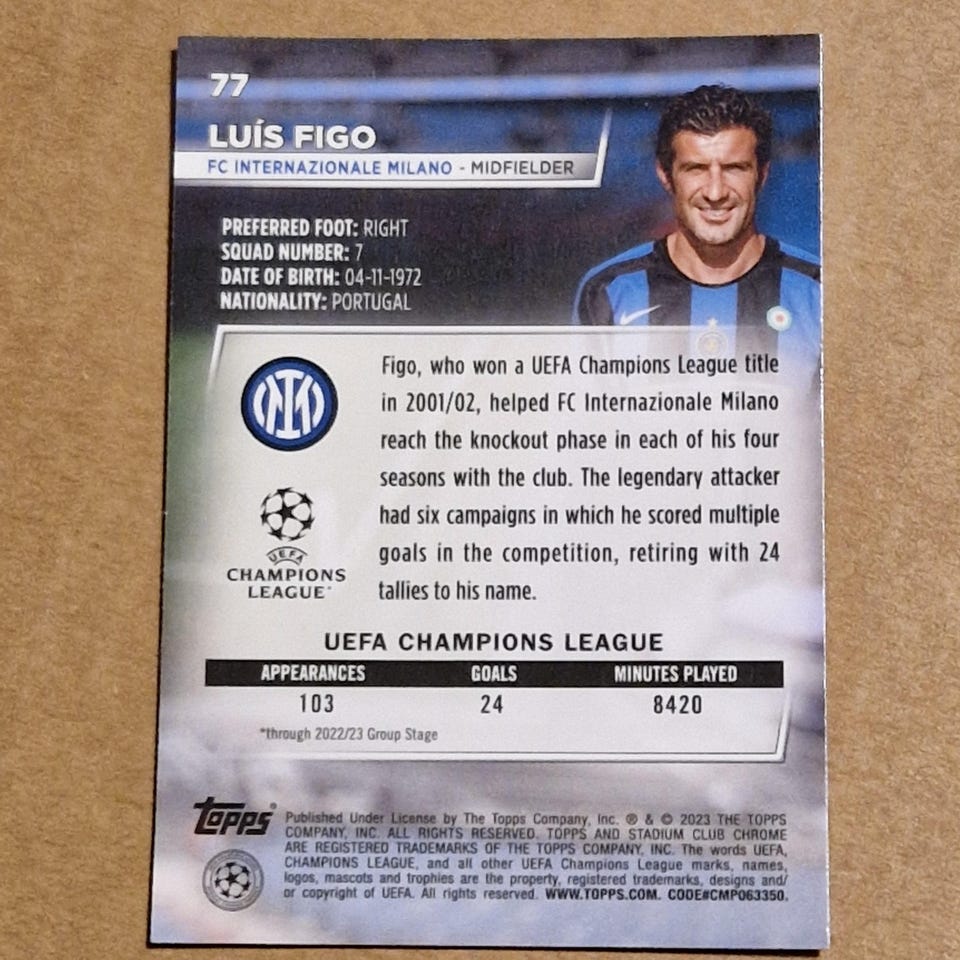 77
LUÍS FIGO
FC INTERNAZIONALE MILANO - MIDFIELDER
PREFERRED FOOT: RIGHT
SQUAD NUMBER: 7
DATE OF BIRTH: 04-11-1972
NATIONALITY: PORTUGAL
Figo, who won a UEFA Champions League title
in 2001/02, helped FC Internazionale Milano
reach the knockout phase in each of his four
seasons with the club. The legendary attacker
had six campaigns in which he scored multiple
goals in the competition, retiring with 24
tallies to his name.
UEFA
CHAMPIONS
LEAGUE
UEFA CHAMPIONS LEAGUE
APPEARANCES GOALS MINUTES PLAYED
103 24 8420
*through 2022/23 Group Stage
Topps
Published Under License by The Topps Company, Inc. ® & © 2023 THE TOPPS
COMPANY, INC. ALL RIGHTS RESERVED. TOPPS AND STADIUM CLUB CHROME
ARE REGISTERED TRADEMARKS OF THE TOPPS COMPANY, INC. The words UEFA,
CHAMPIONS LEAGUE, and all other UEFA Champions League marks, names,
logos, mascots and trophies are the property, registered trademarks, designs and/
or copyright of UEFA. All rights reserved. WWW.TOPPS.COM. CODE#CMP063350.